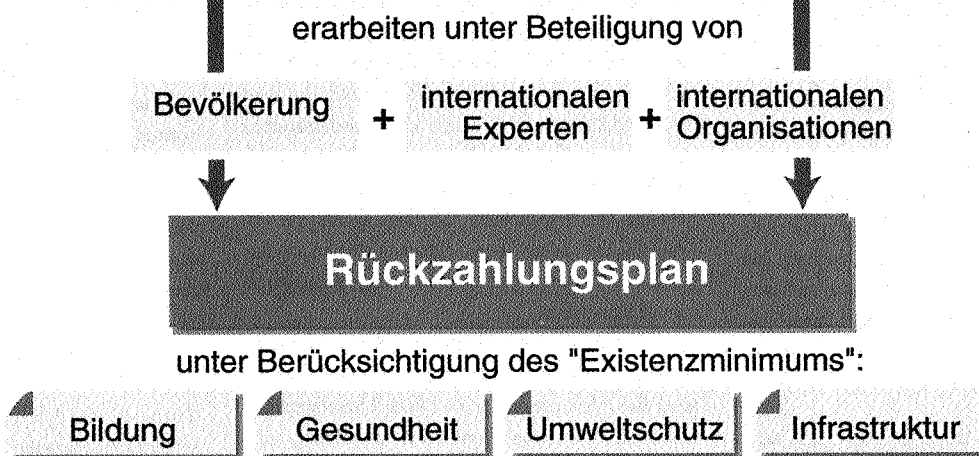 erarbeiten unter Beteiligung von
Bevölkerung + internationalen Experten + internationalen Organisationen
Rückzahlungsplan
unter Berücksichtigung des "Existenzminimums":
Bildung Gesundheit Umweltschutz Infrastruktur